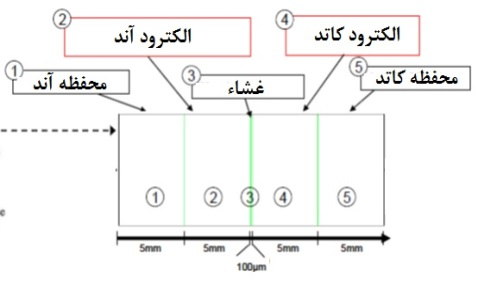 ② الکترود آند
④ الکترود کاتد
① محفظه آند
③ غشاء
⑤ محفظه کاتد
① ② ③ ④ ⑤
5mm 5mm 5mm 5mm
100µm